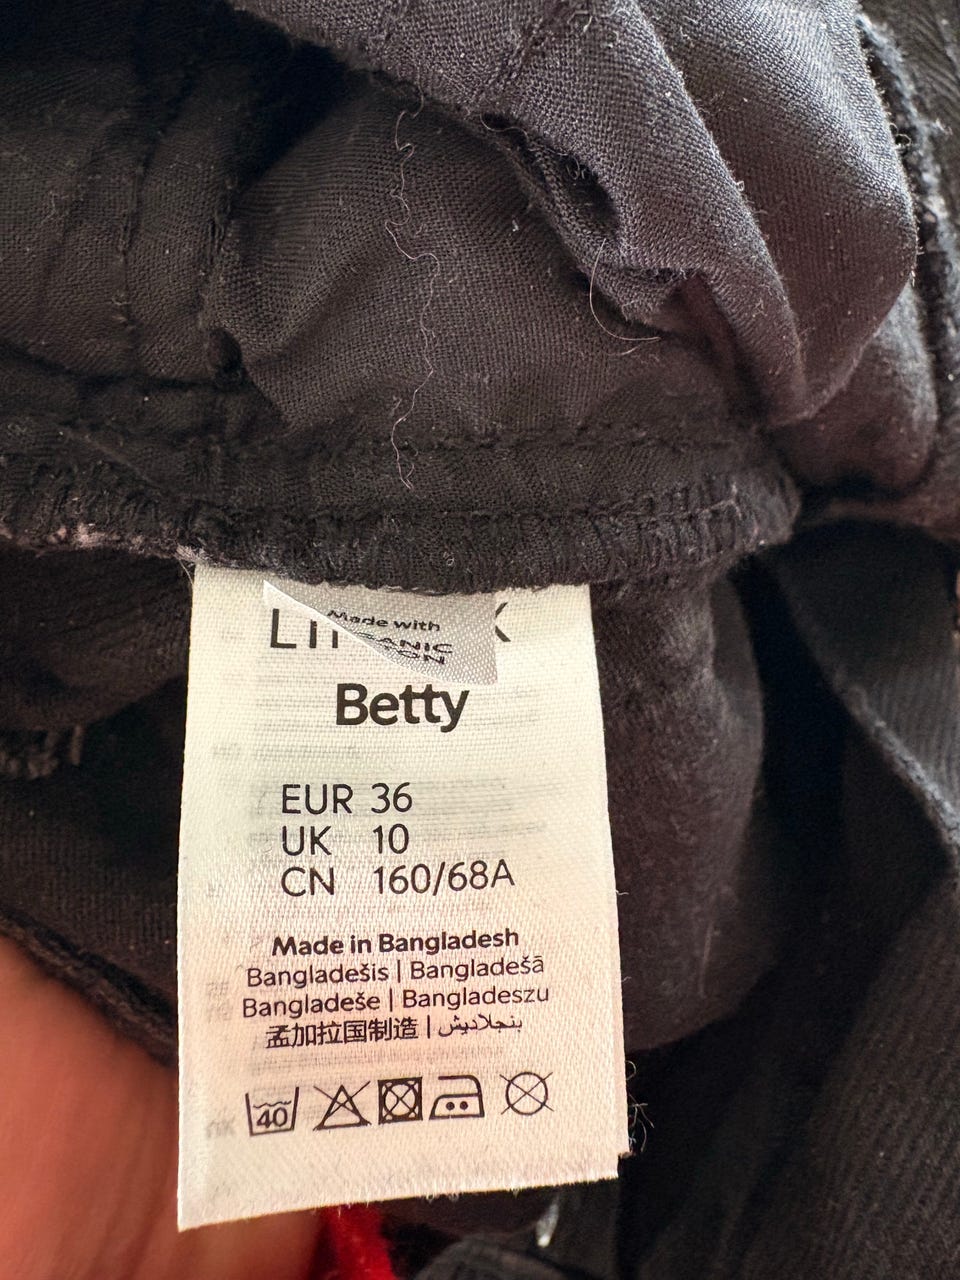 Made with
Betty
EUR 36
UK 10
CN 160/68A
Made in Bangladesh
Bangladešis | Bangladešā
Bangladeše | Bangladeszu
孟加拉国制造 | بنجلاديش
40